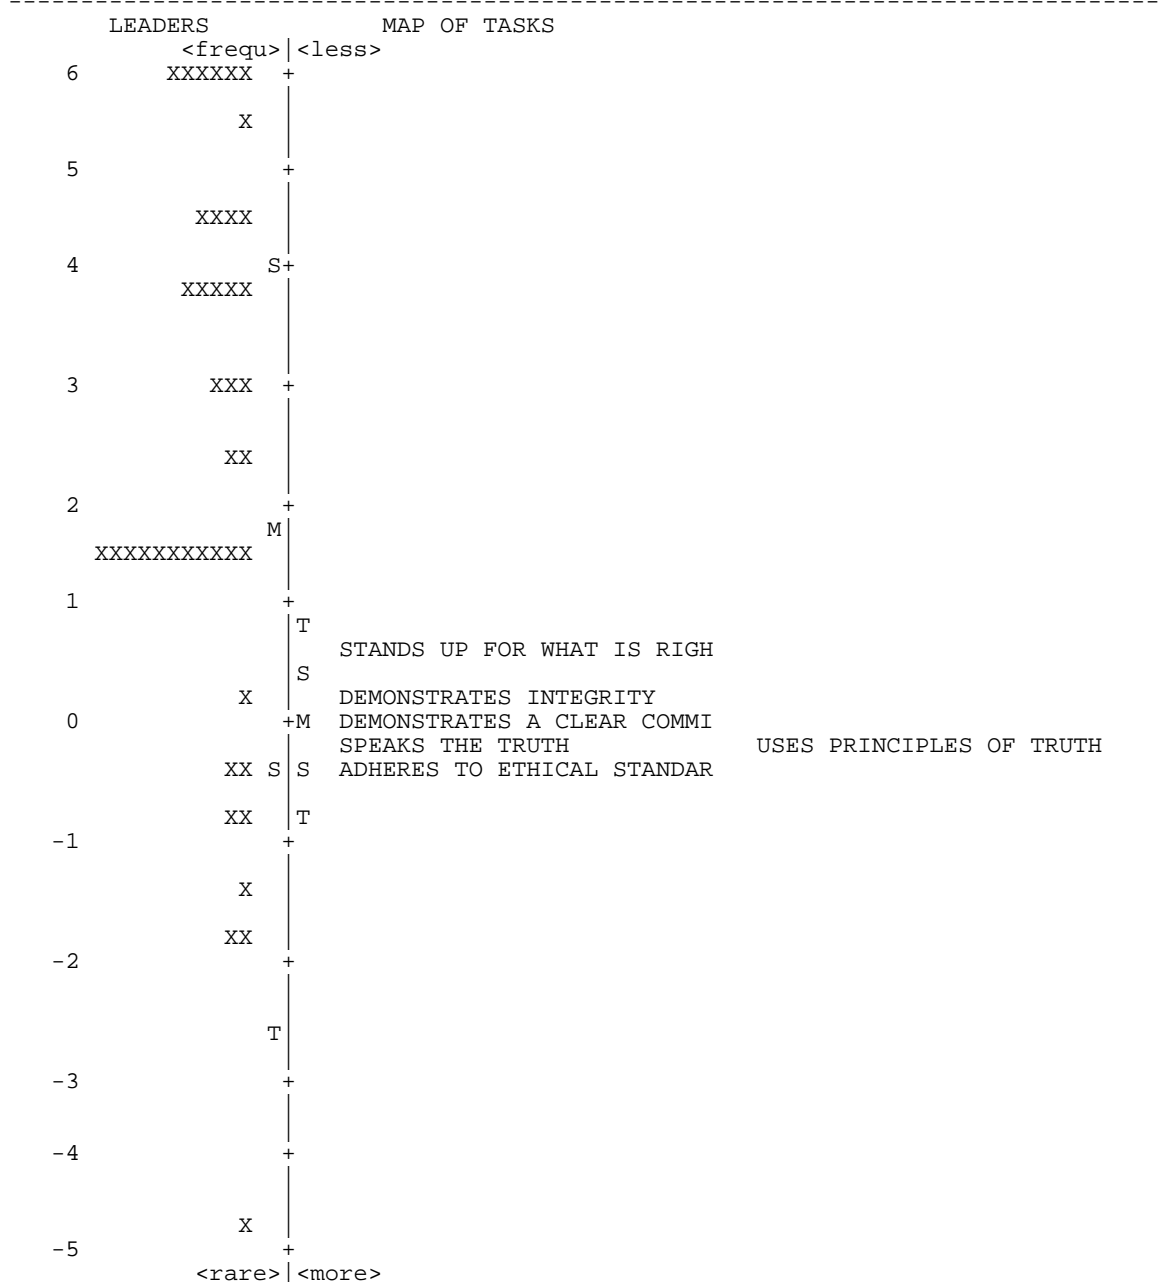 LEADERS MAP OF TASKS
<frequ>|<less>
6 XXXXXX +
|
X |
|
5 +
|
XXXX |
|
4 S+
XXXXX |
|
|
|
3 XXX +
|
|
XX |
|
2 +
M|
XXXXXXXXXXX |
|
1 +
|T
| STANDS UP FOR WHAT IS RIGH
|S
X | DEMONSTRATES INTEGRITY
0 +M DEMONSTRATES A CLEAR COMMI
| SPEAKS THE TRUTH USES PRINCIPLES OF TRUTH
XX S|S ADHERES TO ETHICAL STANDAR
|
XX |T
-1 +
|
X |
|
XX |
-2 +
|
|
T|
|
-3 +
|
|
-4 +
|
|
X |
-5 +
<rare>|<more>